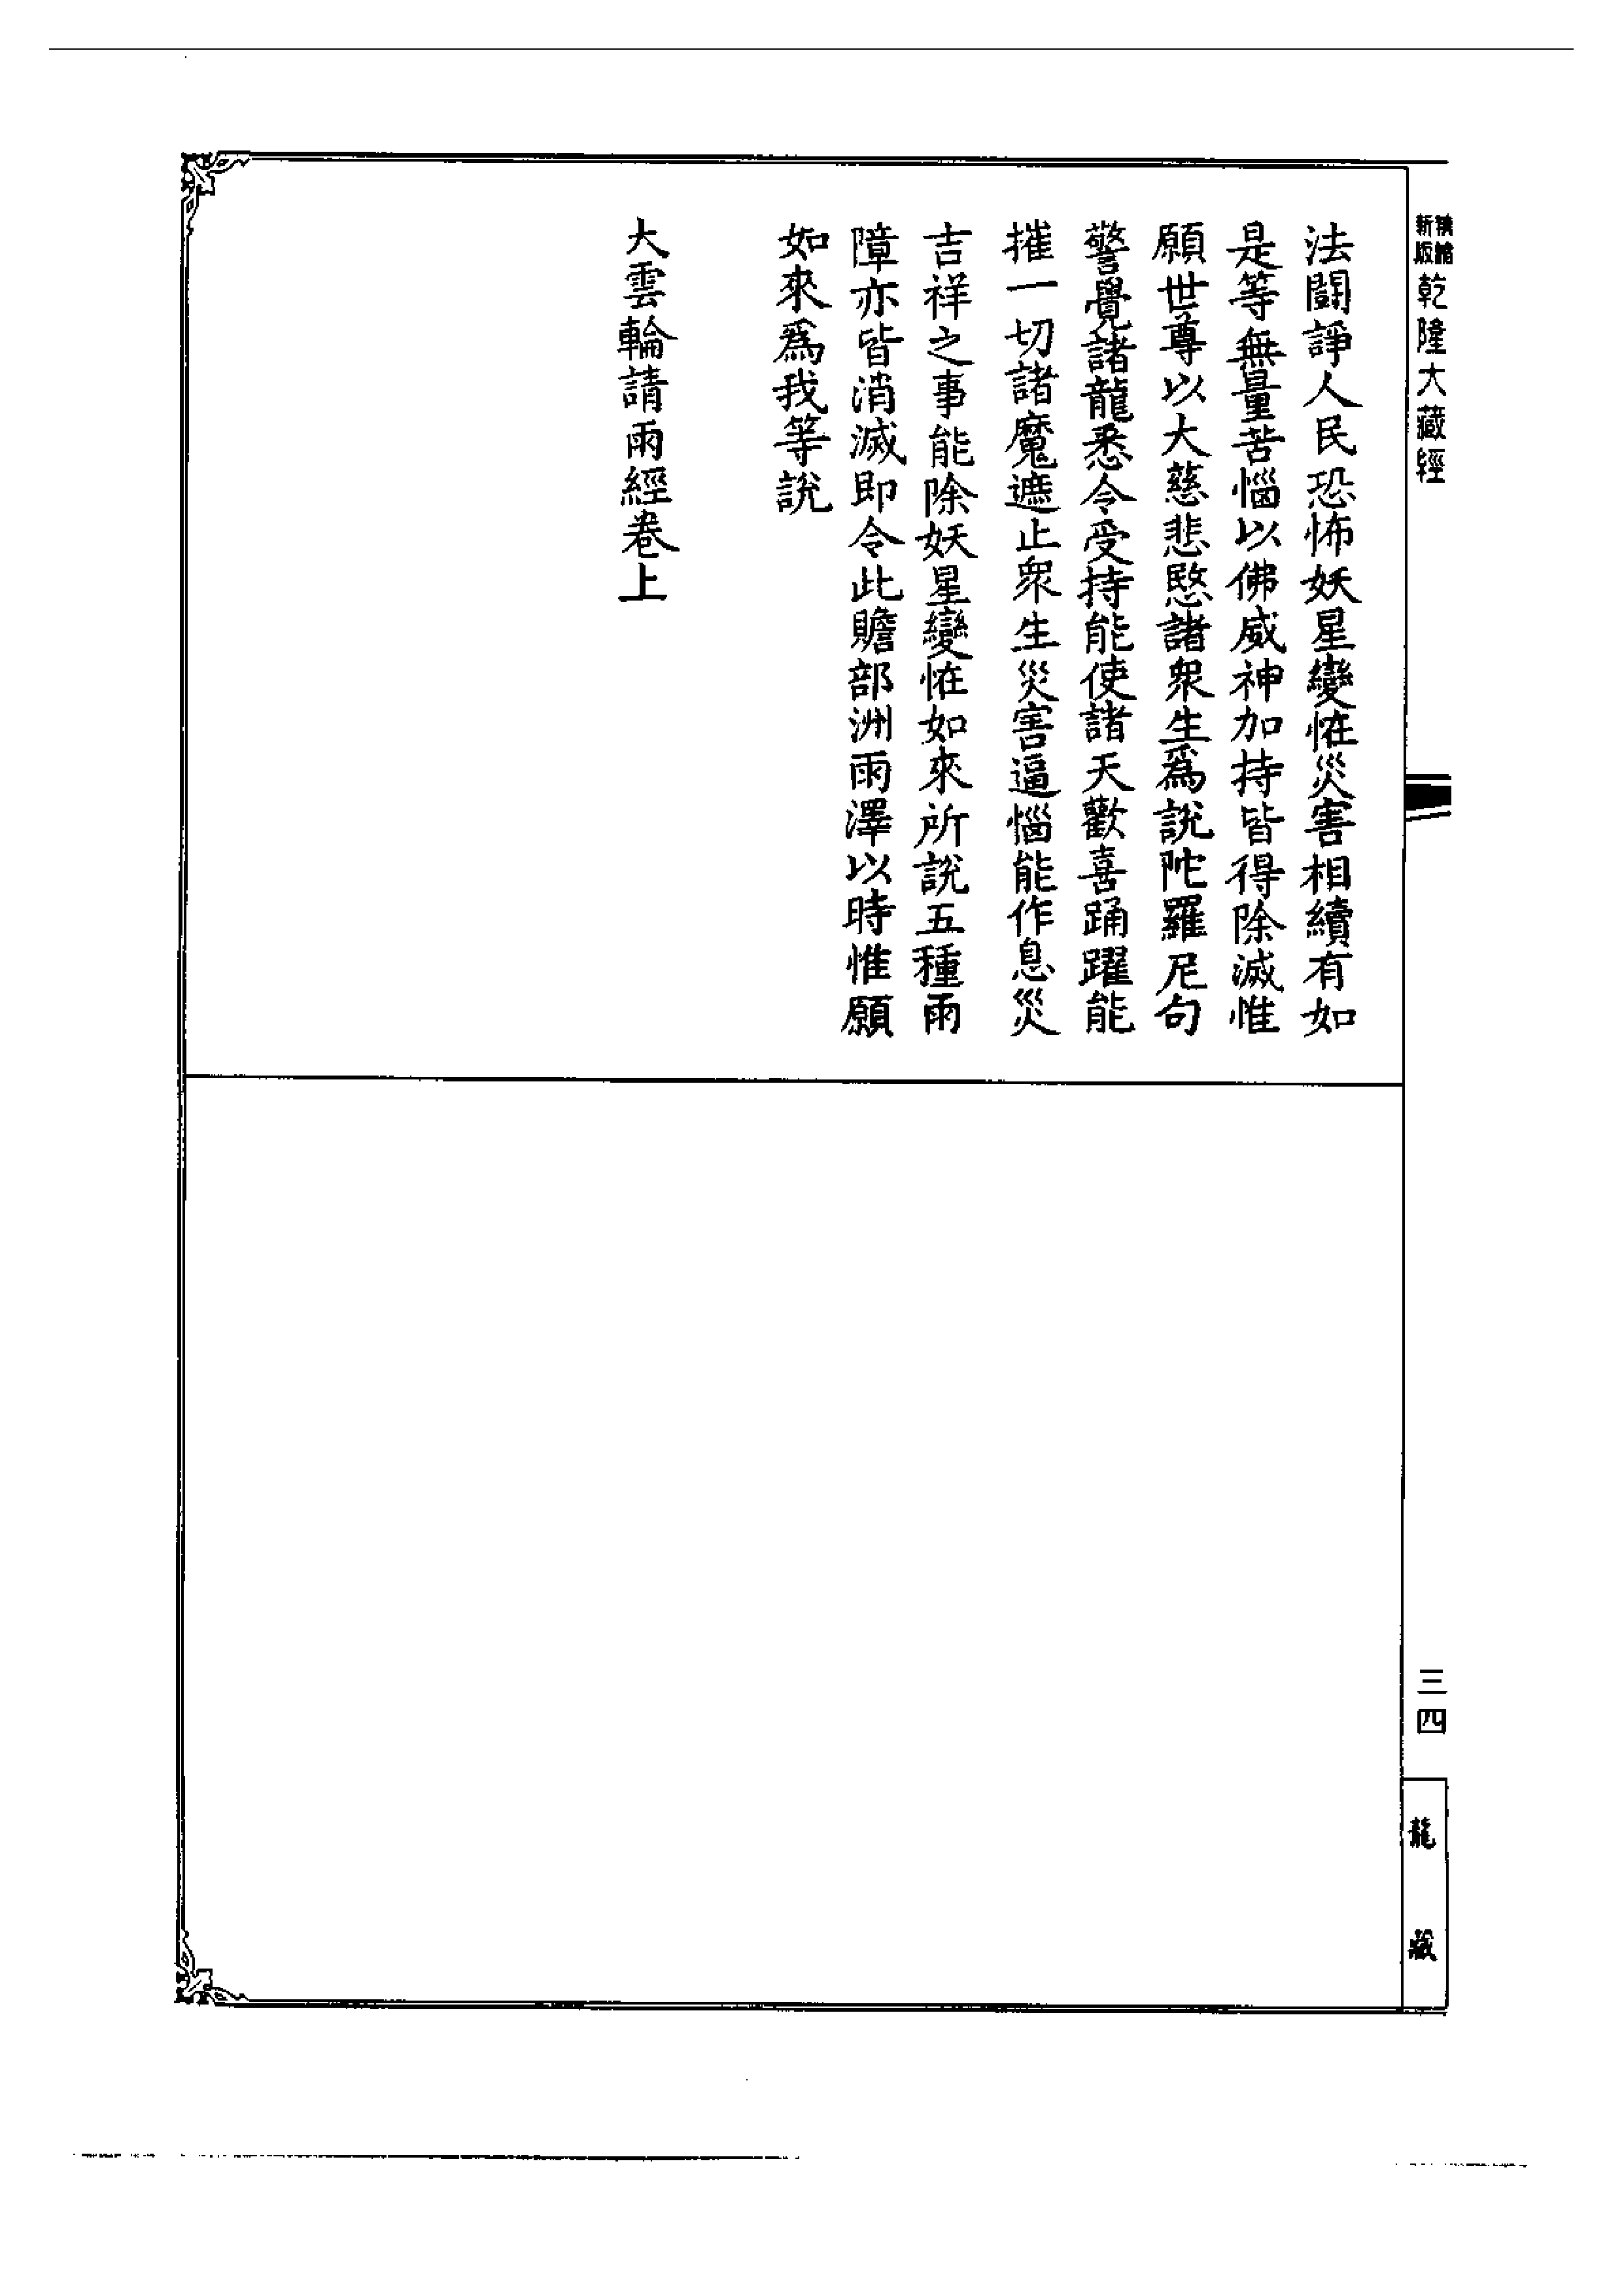 新版
乾隆大藏經
法鬪諍人民恐怖妖星變恠災害相續有如
是等無量苦惱以佛威神加持皆得除滅惟
願世尊以大慈悲愍諸衆生爲說陀羅尼句
警覺諸龍悉令受持能使諸天歡喜踊躍能
摧一切諸魔遮止衆生災害逼惱能作息災
吉祥之事能除妖星變恠如來所說五種雨
障亦皆消滅即令此贍部洲雨澤以時惟願
如來爲我等說
大雲輪請雨經卷上
三四
龍藏